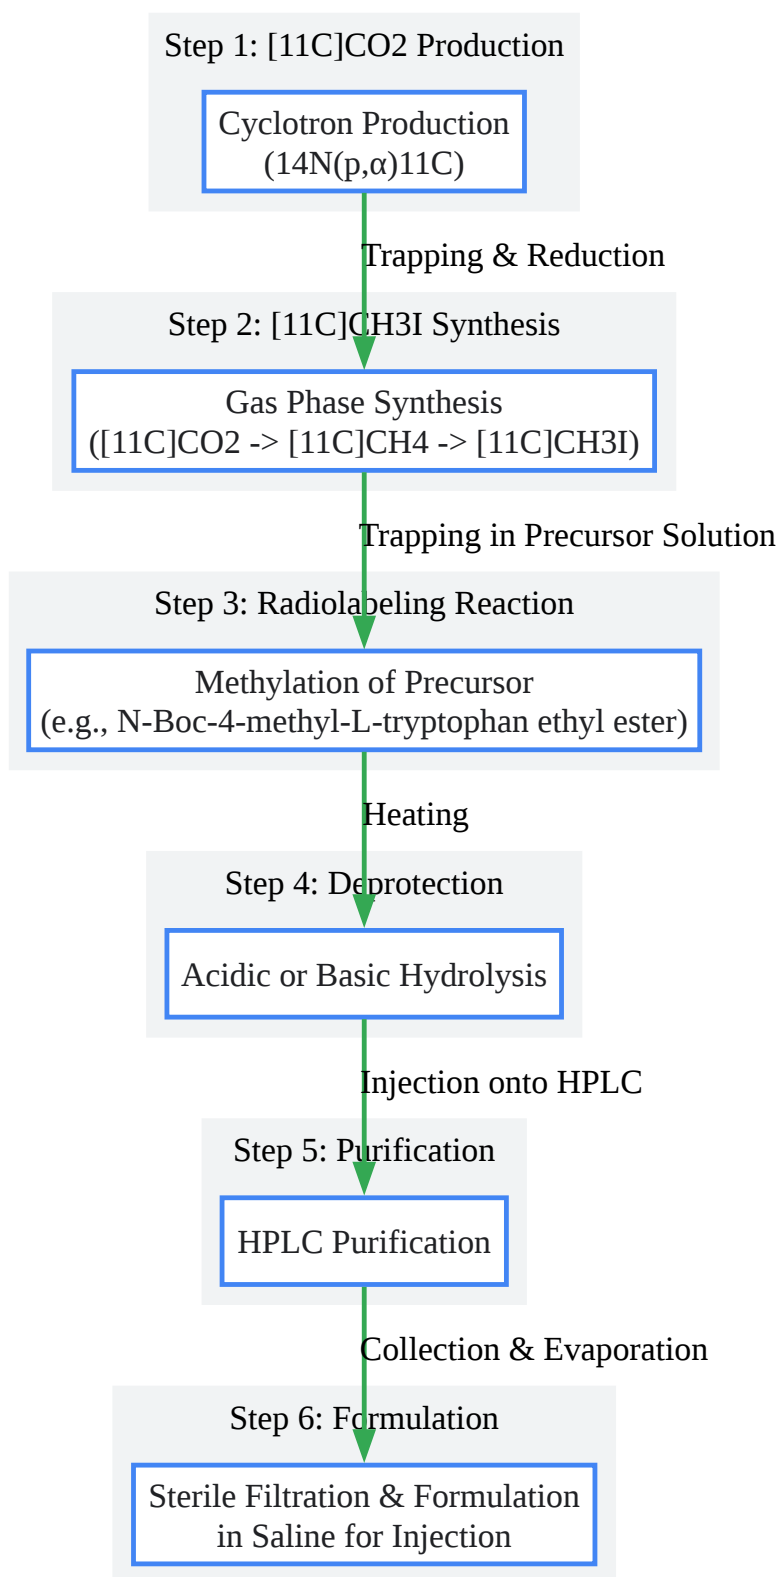 Step 1: [11C]CO2 Production
Cyclotron Production
(14N(p,α)11C)
Trapping & Reduction
Step 2: [11C]CH3I Synthesis
Gas Phase Synthesis
([11C]CO2 -> [11C]CH4 -> [11C]CH3I)
Trapping in Precursor Solution
Step 3: Radiolabeling Reaction
Methylation of Precursor
(e.g., N-Boc-4-methyl-L-tryptophan ethyl ester)
Heating
Step 4: Deprotection
Acidic or Basic Hydrolysis
Injection onto HPLC
Step 5: Purification
HPLC Purification
Collection & Evaporation
Step 6: Formulation
Sterile Filtration & Formulation
in Saline for Injection